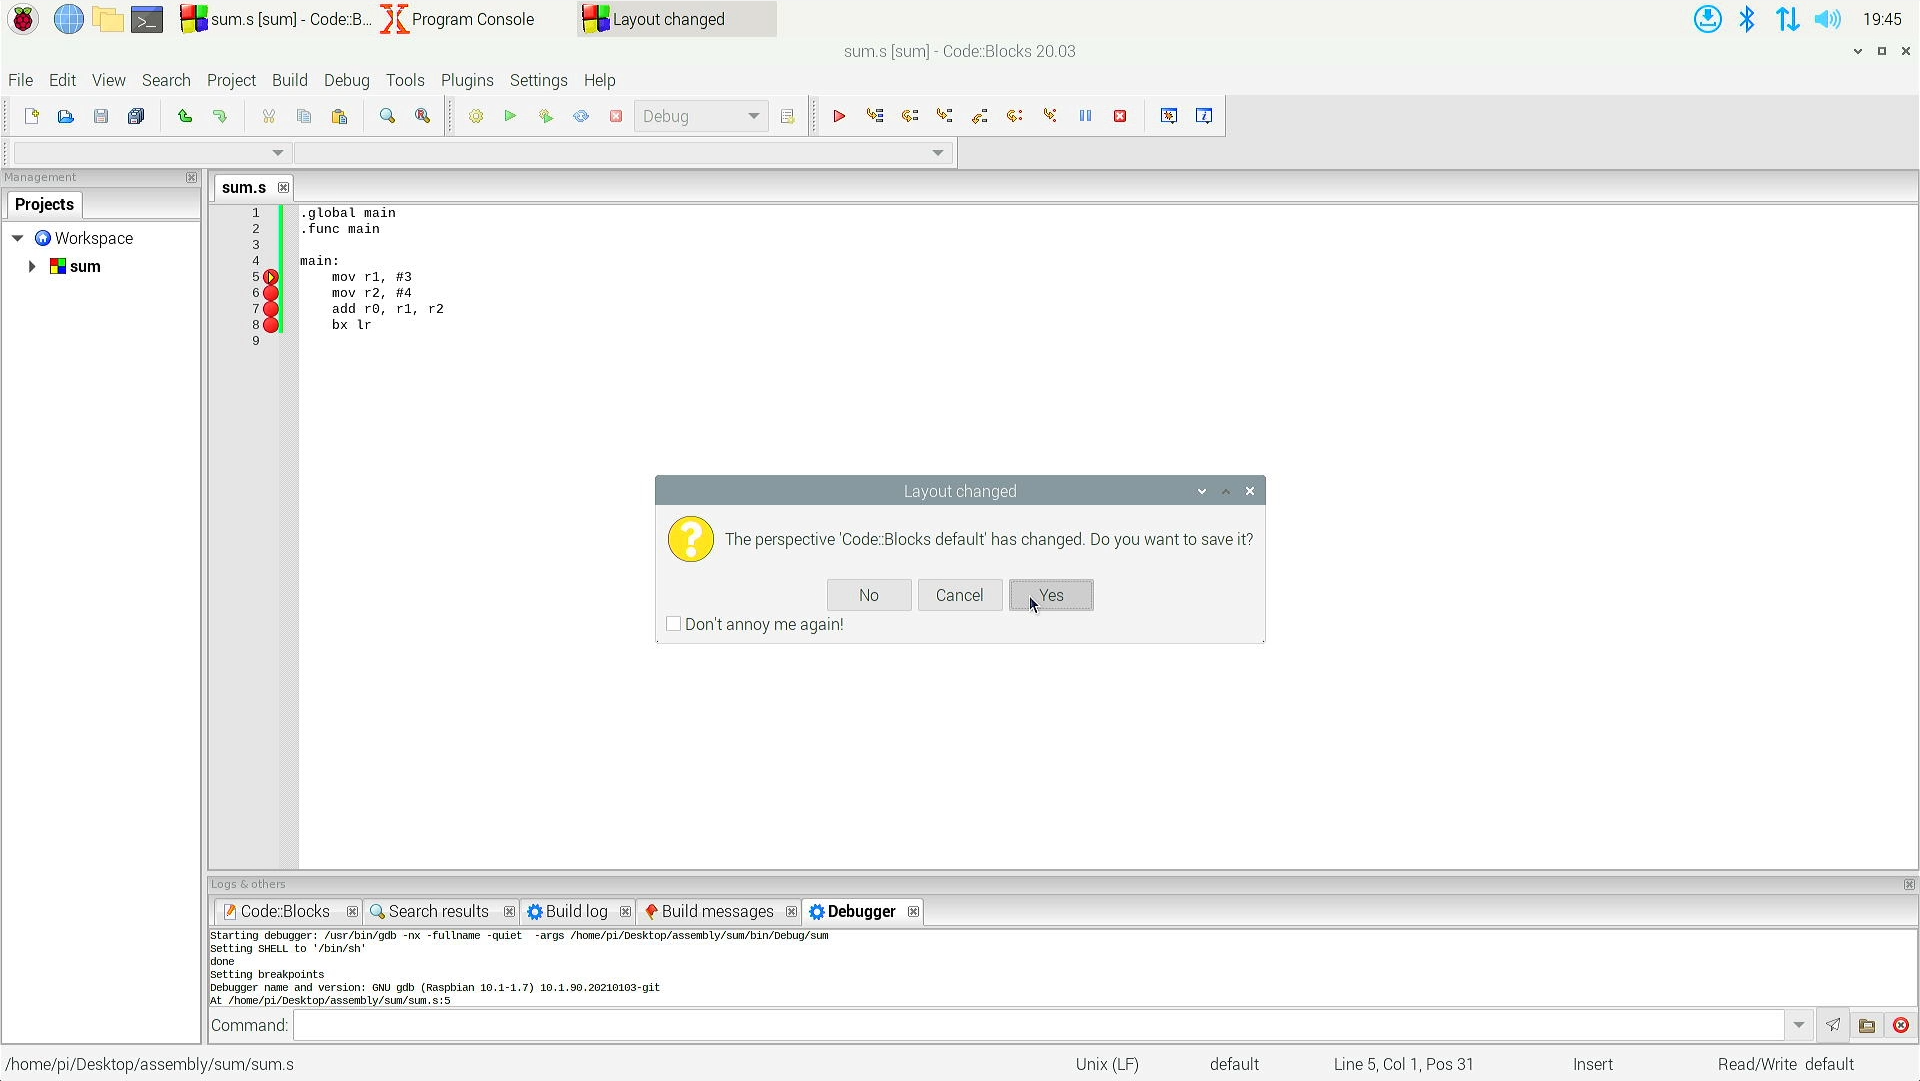 sum.s [sum] - Code::B... Program Console Layout changed 19:45
sum.s [sum] - Code::Blocks 20.03
File Edit View Search Project Build Debug Tools Plugins Settings Help
Debug
Management
Projects
Workspace
sum
sum.s
1 .global main
2 .func main
3
4 main:
5 mov r1, #3
6 mov r2, #4
7 add r0, r1, r2
8 bx lr
9
Layout changed
The perspective 'Code::Blocks default' has changed. Do you want to save it?
No Cancel Yes
Don't annoy me again!
Logs & others
Code::Blocks Search results Build log Build messages Debugger
Starting debugger: /usr/bin/gdb -nx -fullname -quiet  -args /home/pi/Desktop/assembly/sum/bin/Debug/sum
Setting SHELL to '/bin/sh'
done
Setting breakpoints
Debugger name and version: GNU gdb (Raspbian 10.1-1.7) 10.1.90.20210103-git
At /home/pi/Desktop/assembly/sum/sum.s:5
Command:
/home/pi/Desktop/assembly/sum/sum.s Unix (LF) default Line 5, Col 1, Pos 31 Insert Read/Write default